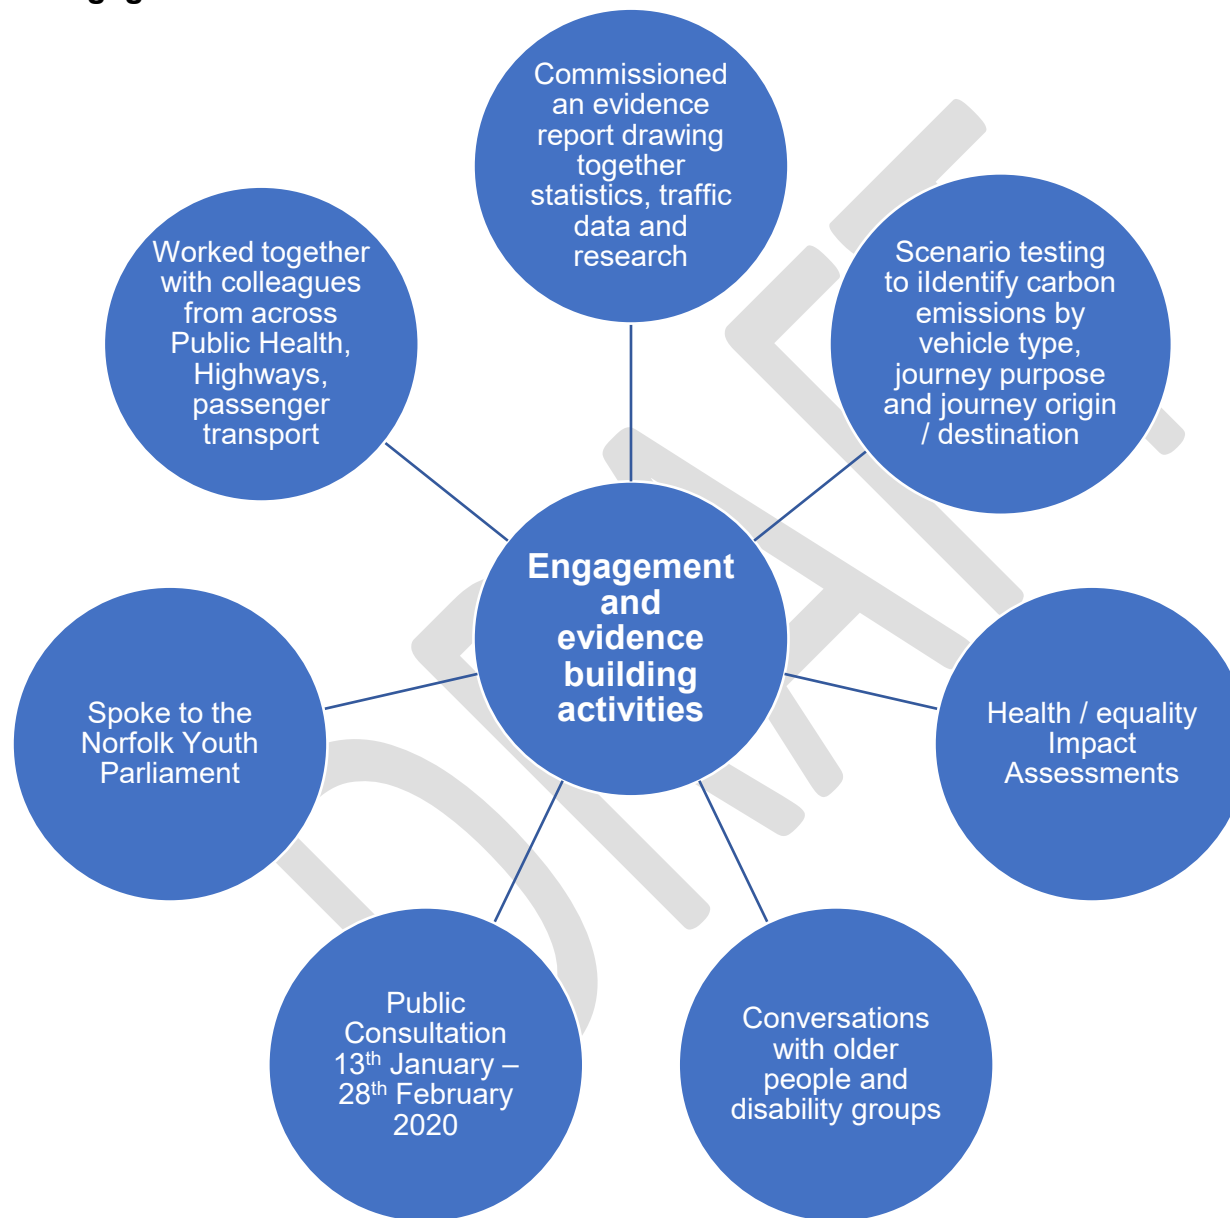 Commissioned
an evidence
report drawing
together
statistics, traffic
data and
research
Scenario testing
to iIdentify carbon
emissions by
vehicle type,
journey purpose
and journey origin
/ destination
Health / equality
Impact
Assessments
Conversations
with older
people and
disability groups
Public
Consultation
13th January –
28th February
2020
Spoke to the
Norfolk Youth
Parliament
Worked together
with colleagues
from across
Public Health,
Highways,
passenger
transport
Engagement
and
evidence
building
activities
DRAFT